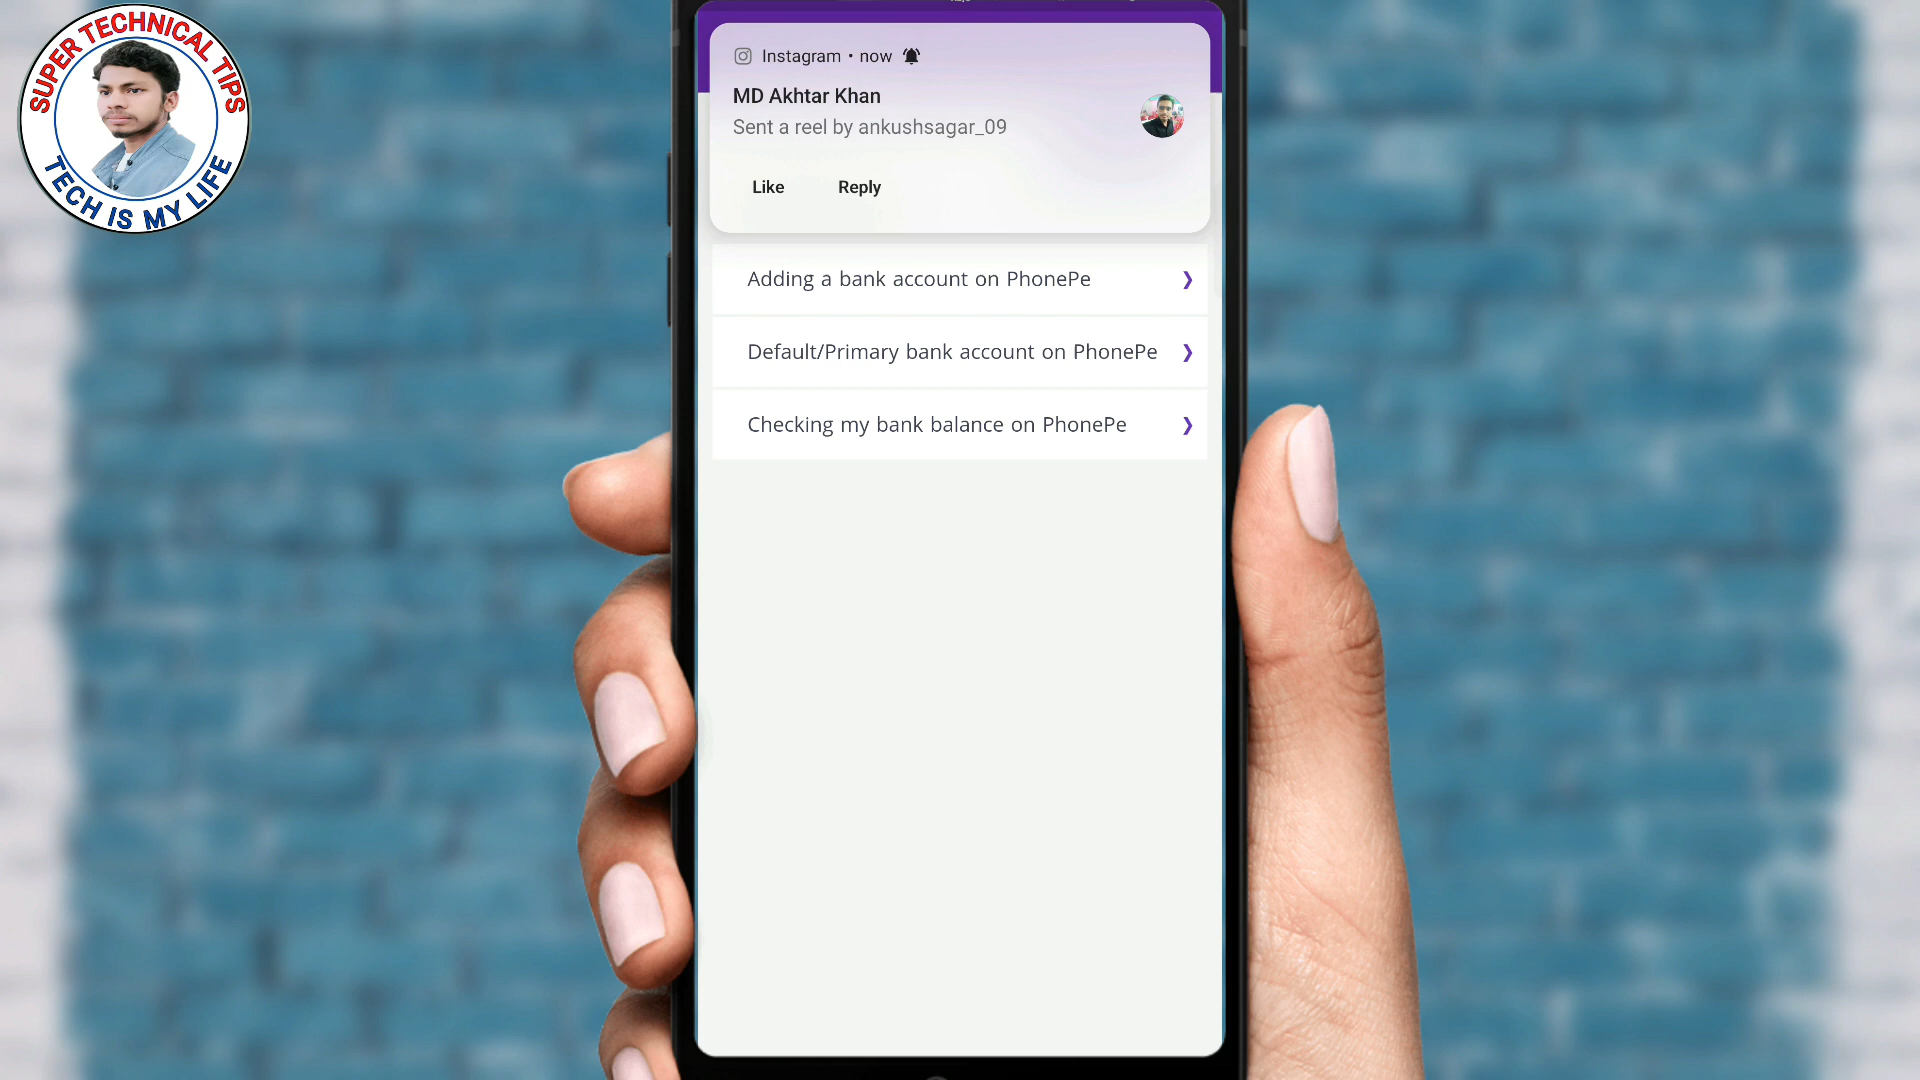 SUPER TECHNICAL TIPS
TECH IS MY LIFE
Instagram • now
MD Akhtar Khan
Sent a reel by ankushsagar_09
Like Reply
Adding a bank account on PhonePe
Default/Primary bank account on PhonePe
Checking my bank balance on PhonePe